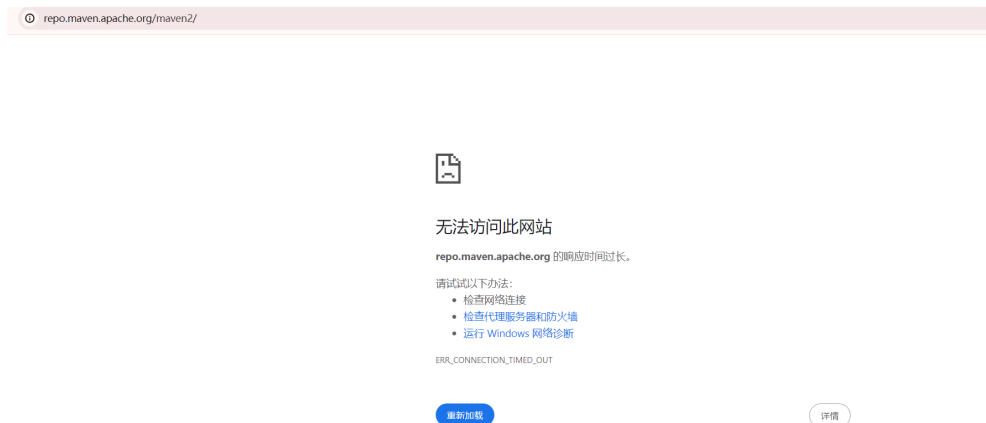 repo.maven.apache.org/maven2/
无法访问此网站
repo.maven.apache.org 的响应时间过长。
请试试以下办法：
• 检查网络连接
• 检查代理服务器和防火墙
• 运行 Windows 网络诊断
ERR_CONNECTION_TIMED_OUT
重新加载
详情